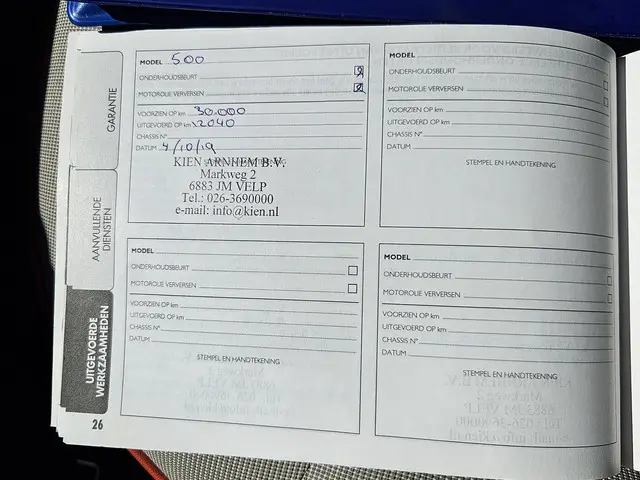 GARANTIE
AANVULLENDE
DIENSTEN
UITGEVOERDE
WERKZAAMHEDEN
26
MODEL 500
ONDERHOUDSBEURT
MOTOROLIE VERVERSEN
VOORZIEN OP km 30.000
UITGEVOERD OP km 12040
CHASSIS N°
DATUM 4/10/19
KIEN ARNHEM B.V.
Markweg 2
6883 JM VELP
Tel.: 026-3690000
e-mail: info@kien.nl
MODEL
ONDERHOUDSBEURT
MOTOROLIE VERVERSEN
VOORZIEN OP km
UITGEVOERD OP km
CHASSIS N°
DATUM
STEMPEL EN HANDTEKENING
MODEL
ONDERHOUDSBEURT
MOTOROLIE VERVERSEN
VOORZIEN OP km
UITGEVOERD OP km
CHASSIS N°
DATUM
STEMPEL EN HANDTEKENING
MODEL
ONDERHOUDSBEURT
MOTOROLIE VERVERSEN
VOORZIEN OP km
UITGEVOERD OP km
CHASSIS N°
DATUM
STEMPEL EN HANDTEKENING